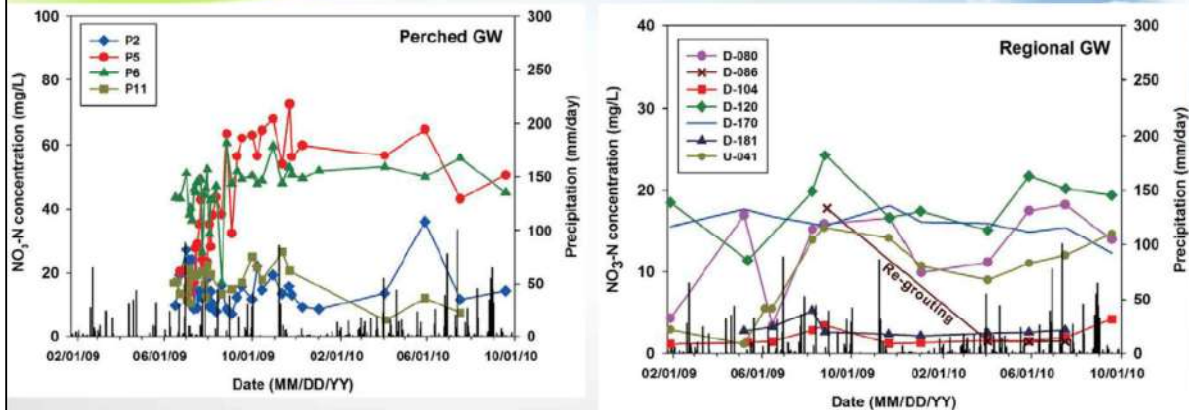 Perched GW
P2
P5
P6
P11
NO3-N concentration (mg/L)
100
80
60
40
20
0
Precipitation (mm/day)
300
250
200
150
100
50
0
02/01/09 06/01/09 10/01/09 02/01/10 06/01/10 10/01/10
Date (MM/DD/YY)
Regional GW
D-080
D-086
D-104
D-120
D-170
D-181
U-041
Re-grouting
NO3-N concentration (mg/L)
40
30
20
10
0
Precipitation (mm/day)
300
250
200
150
100
50
0
02/01/09 06/01/09 10/01/09 02/01/10 06/01/10 10/01/10
Date (MM/DD/YY)